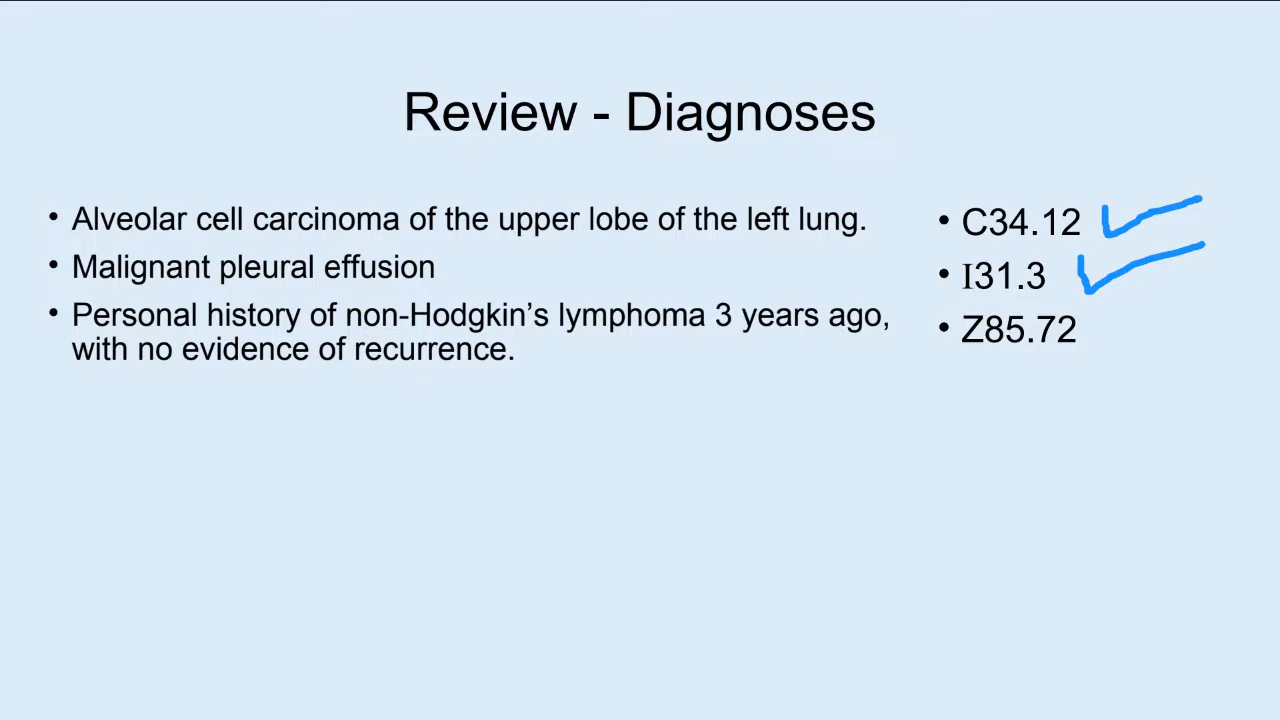 Review - Diagnoses
• Alveolar cell carcinoma of the upper lobe of the left lung.
• Malignant pleural effusion
• Personal history of non-Hodgkin’s lymphoma 3 years ago,
with no evidence of recurrence.
• C34.12
• I31.3
• Z85.72